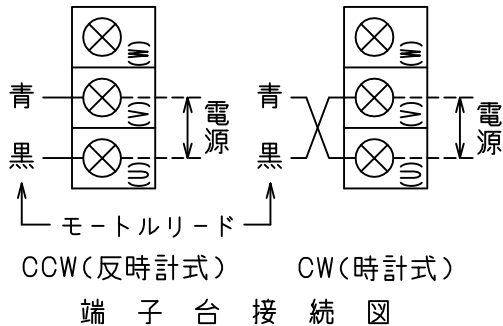 (W) (W)
青 (V) 電源 青 (V) 電源
黒 (U) 黒 (U)
モートルリード
CCW(反時計式) CW(時計式)
端子台接続図